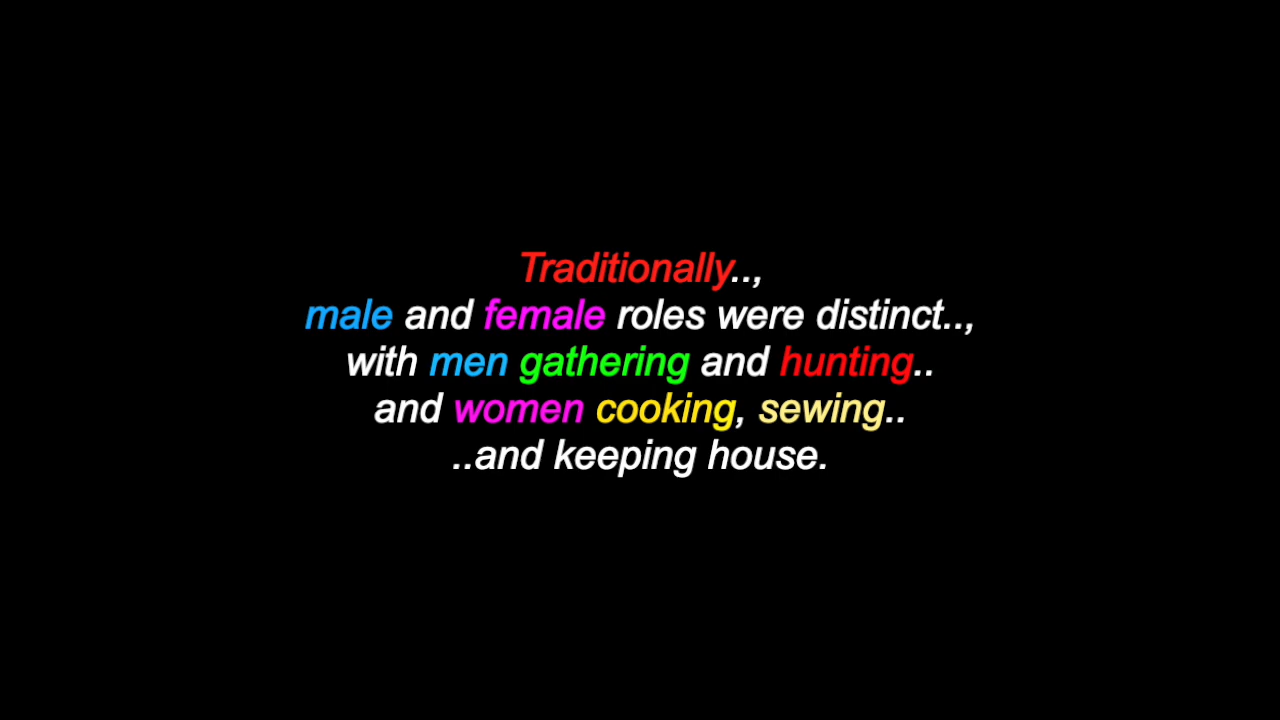 Traditionally..,
male and female roles were distinct..,
with men gathering and hunting..
and women cooking, sewing..
..and keeping house.